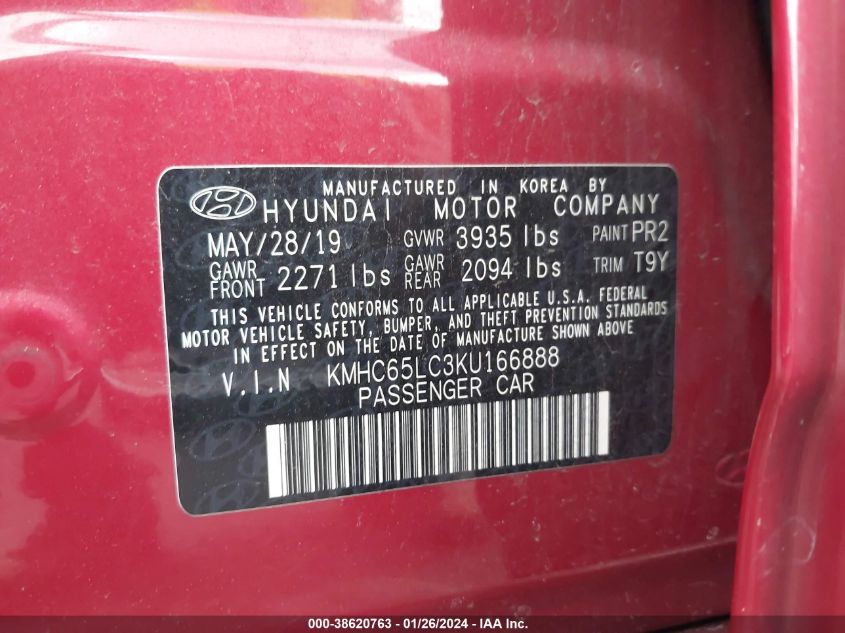 MANUFACTURED IN KOREA BY
HYUNDAI MOTOR COMPANY
MAY/28/19 GVWR 3935 lbs PAINT PR2
GAWR FRONT 2271 lbs GAWR REAR 2094 lbs TRIM T9Y
THIS VEHICLE CONFORMS TO ALL APPLICABLE U.S.A. FEDERAL
MOTOR VEHICLE SAFETY, BUMPER, AND THEFT PREVENTION STANDARDS
IN EFFECT ON THE DATE OF MANUFACTURE SHOWN ABOVE
V.I.N KMHC65LC3KU166888
PASSENGER CAR
000-38620763 - 01/26/2024 - IAA Inc.